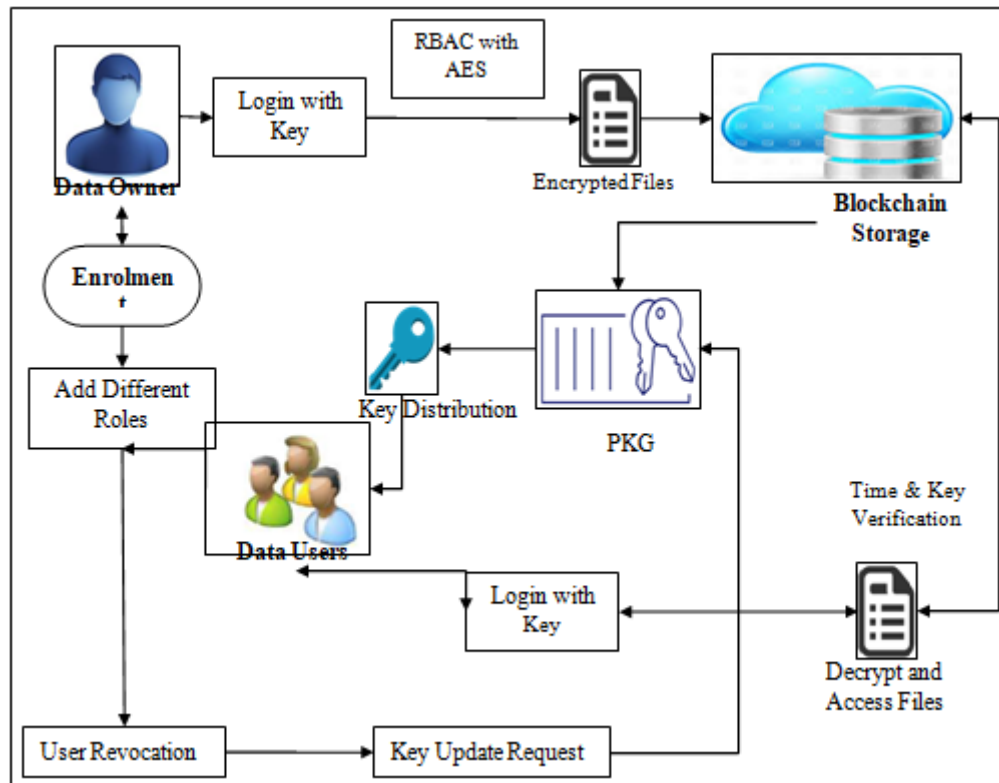 RBAC with
AES
Login with
Key
Data Owner
Encrypted Files
Blockchain
Storage
Enrolmen
t
Add Different
Roles
Key Distribution
PKG
Data Users
Time & Key
Verification
Login with
Key
Decrypt and
Access Files
User Revocation
Key Update Request